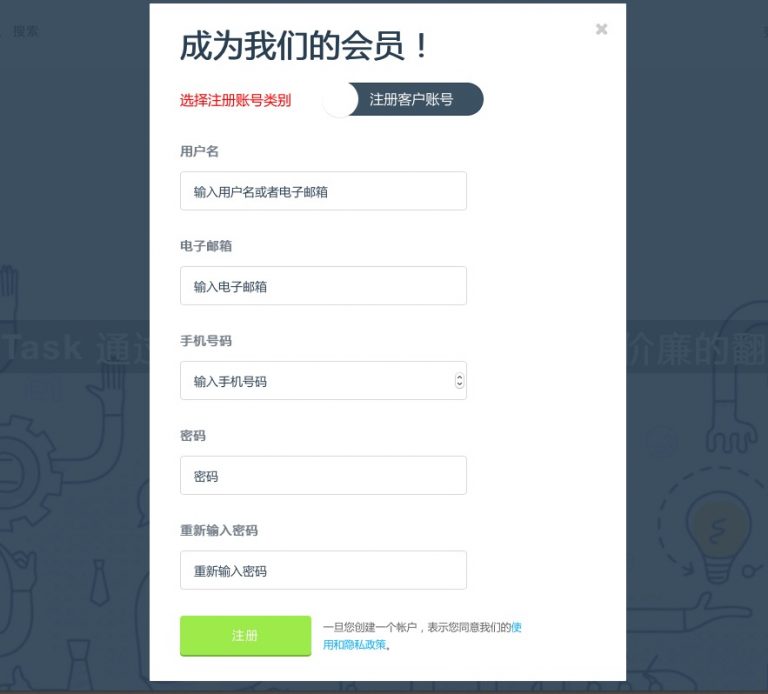 搜索
成为我们的会员！
选择注册账号类别
注册客户账号
用户名
输入用户名或者电子邮箱
电子邮箱
输入电子邮箱
Task 通过
价廉的翻
手机号码
输入手机号码
密码
密码
重新输入密码
重新输入密码
注册
一旦您创建一个帐户，表示您同意我们的使
用和隐私政策。